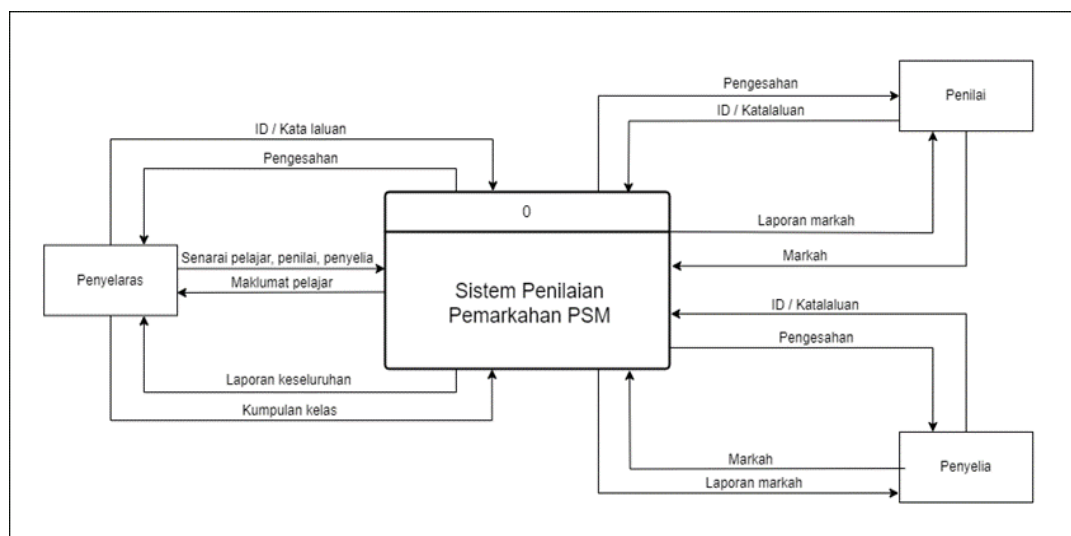 Pengesahan
ID / Katalaluan
Penilai
ID / Kata laluan
Pengesahan
0
Laporan markah
Markah
Penyelaras
Senarai pelajar, penilai, penyelia
Maklumat pelajar
Sistem Penilaian
Pemarkahan PSM
ID / Katalaluan
Pengesahan
Laporan keseluruhan
Kumpulan kelas
Markah
Laporan markah
Penyelia